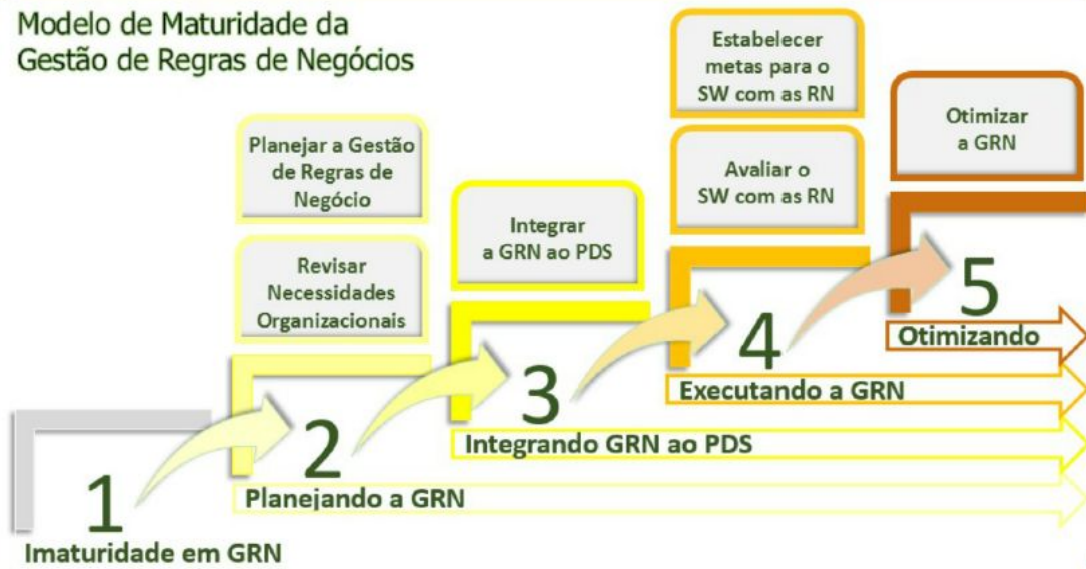 Modelo de Maturidade da
Gestão de Regras de Negócios
Estabelecer
metas para o
SW com as RN
Otimizar
a GRN
Planejar a Gestão
de Regras de
Negócio
Avaliar o
SW com as RN
Integrar
a GRN ao PDS
Revisar
Necessidades
Organizacionais
5
Otimizando
4
Executando a GRN
3
Integrando GRN ao PDS
2
Planejando a GRN
1
Imaturidade em GRN